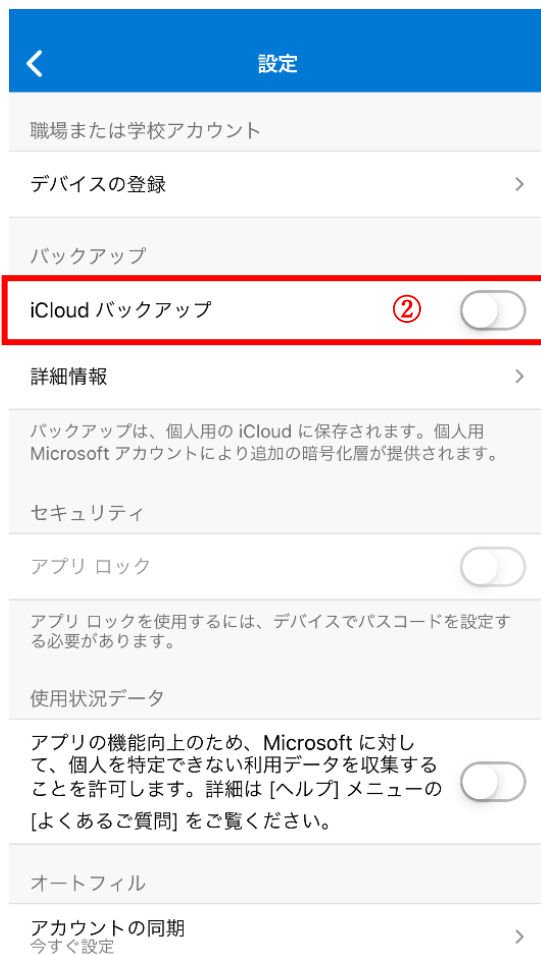 設定
職場または学校アカウント
デバイスの登録
バックアップ
iCloud バックアップ ②
詳細情報
バックアップは、個人用の iCloud に保存されます。個人用
Microsoft アカウントにより追加の暗号化層が提供されます。
セキュリティ
アプリ ロック
アプリ ロックを使用するには、デバイスでパスコードを設定す
る必要があります。
使用状況データ
アプリの機能向上のため、Microsoft に対し
て、個人を特定できない利用データを収集する
ことを許可します。詳細は [ヘルプ] メニューの
[よくあるご質問] をご覧ください。
オートフィル
アカウントの同期
今すぐ設定